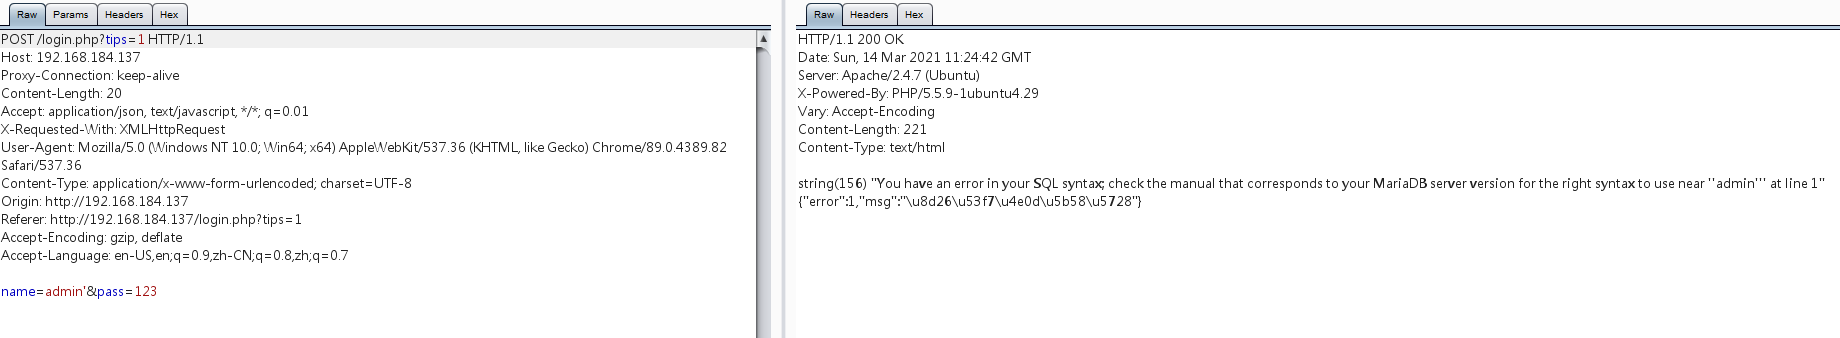 Raw Params Headers Hex
POST /login.php?tips=1 HTTP/1.1
Host: 192.168.184.137
Proxy-Connection: keep-alive
Content-Length: 20
Accept: application/json, text/javascript, */*; q=0.01
X-Requested-With: XMLHttpRequest
User-Agent: Mozilla/5.0 (Windows NT 10.0; Win64; x64) AppleWebKit/537.36 (KHTML, like Gecko) Chrome/89.0.4389.82
Safari/537.36
Content-Type: application/x-www-form-urlencoded; charset=UTF-8
Origin: http://192.168.184.137
Referer: http://192.168.184.137/login.php?tips=1
Accept-Encoding: gzip, deflate
Accept-Language: en-US,en;q=0.9,zh-CN;q=0.8,zh;q=0.7
name=admin'&pass=123
Raw Headers Hex
HTTP/1.1 200 OK
Date: Sun, 14 Mar 2021 11:24:42 GMT
Server: Apache/2.4.7 (Ubuntu)
X-Powered-By: PHP/5.5.9-1ubuntu4.29
Vary: Accept-Encoding
Content-Length: 221
Content-Type: text/html
string(156) "You have an error in your SQL syntax; check the manual that corresponds to your MariaDB server version for the right syntax to use near ''admin''' at line 1"
{"error":1,"msg":"\u8d26\u53f7\u4e0d\u5b58\u5728"}